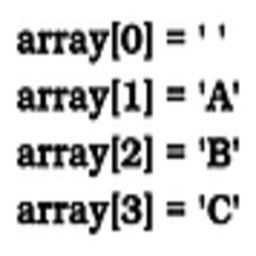 array[0] = ' '
array[1] = 'A'
array[2] = 'B'
array[3] = 'C'